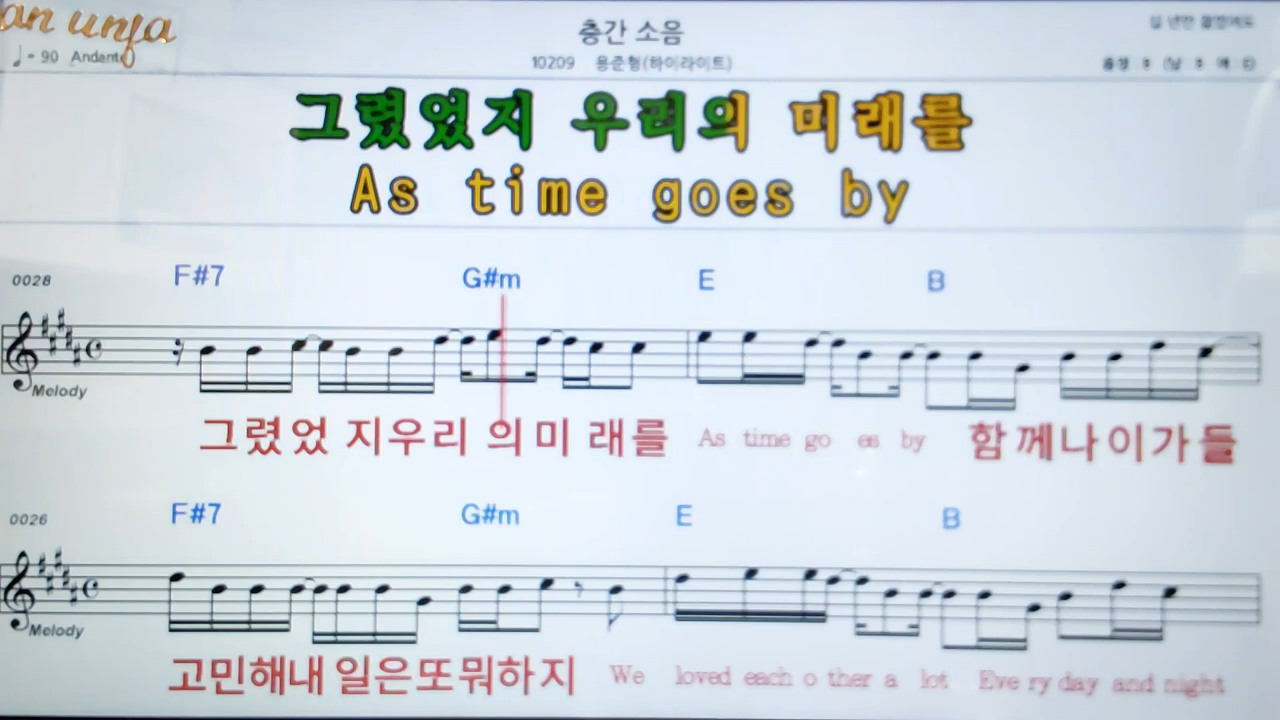 an unja
층간 소음
♩= 90 Andante
10209 용준형(하이라이트)
그렸었지 우리의 미래를
As time goes by
0028 F#7 G#m E B
Melody
그렸었 지우리 의미 래를 As time go es by 함께나 이가 들
0026 F#7 G#m E B
Melody
고민해내 일은또뭐하지 We loved each o ther a lot Eve ry day and night